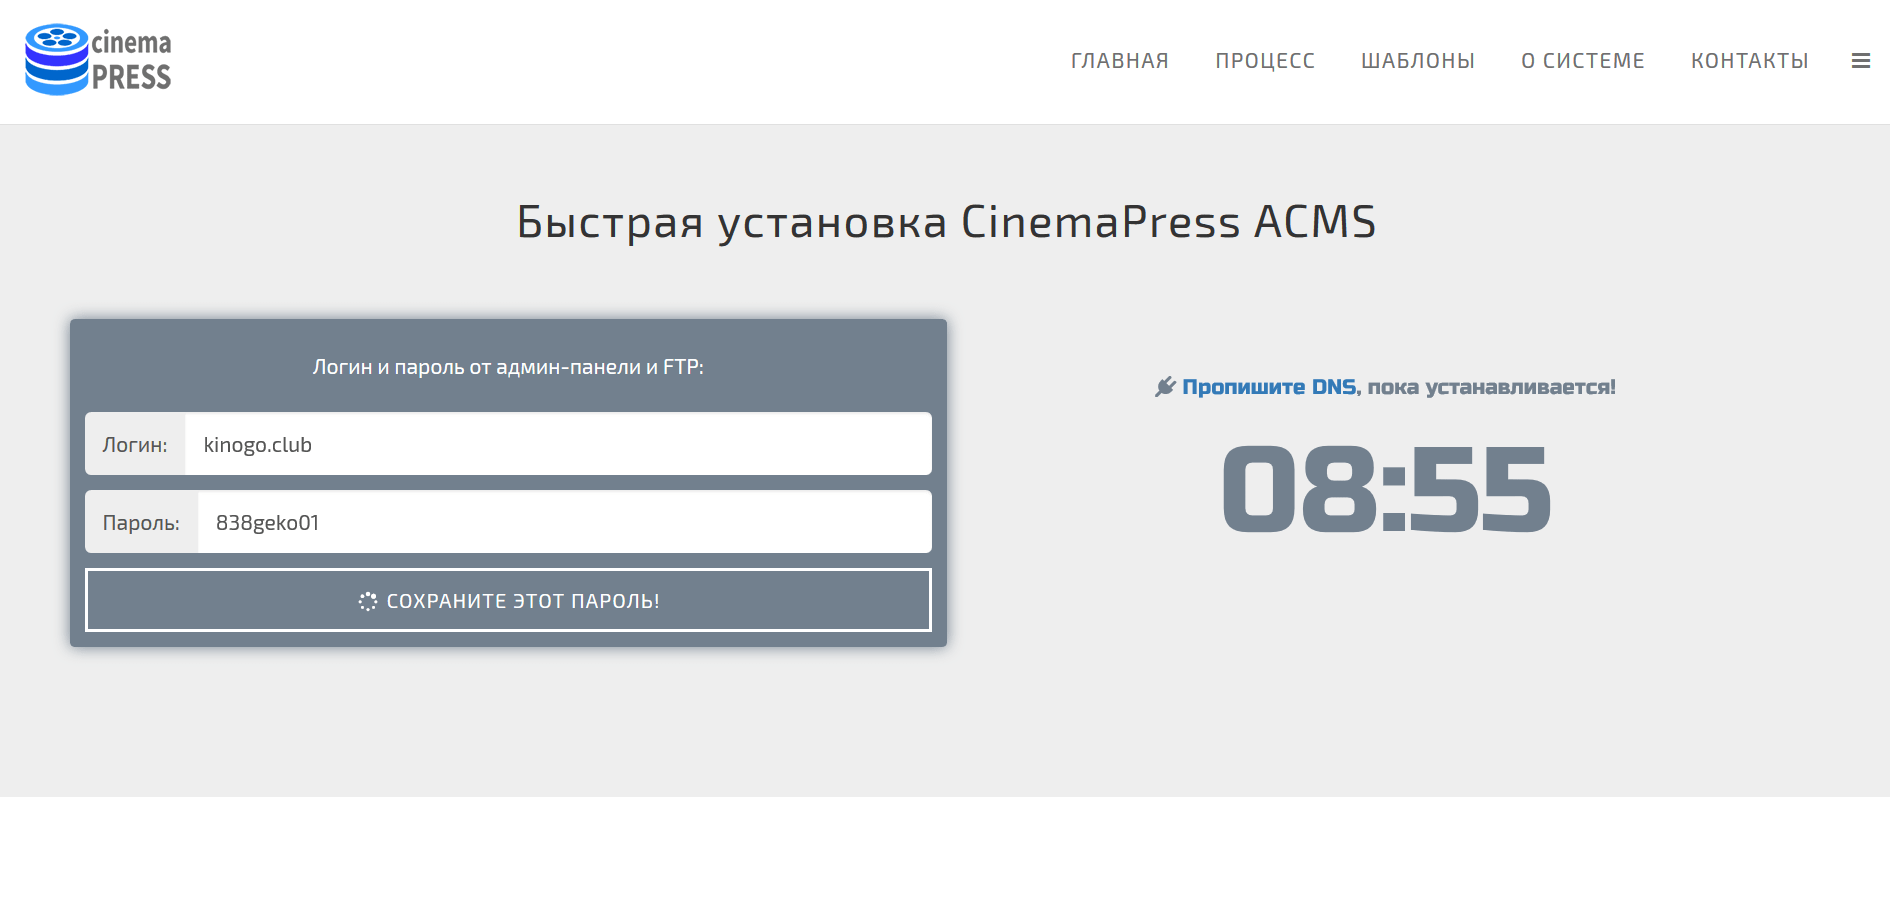 cinema
PRESS
ГЛАВНАЯ ПРОЦЕСС ШАБЛОНЫ О СИСТЕМЕ КОНТАКТЫ
Быстрая установка CinemaPress ACMS
Логин и пароль от админ-панели и FTP:
Логин: kinogo.club
Пароль: 838geko01
СОХРАНИТЕ ЭТОТ ПАРОЛЬ!
Пропишите DNS, пока устанавливается!
08:55